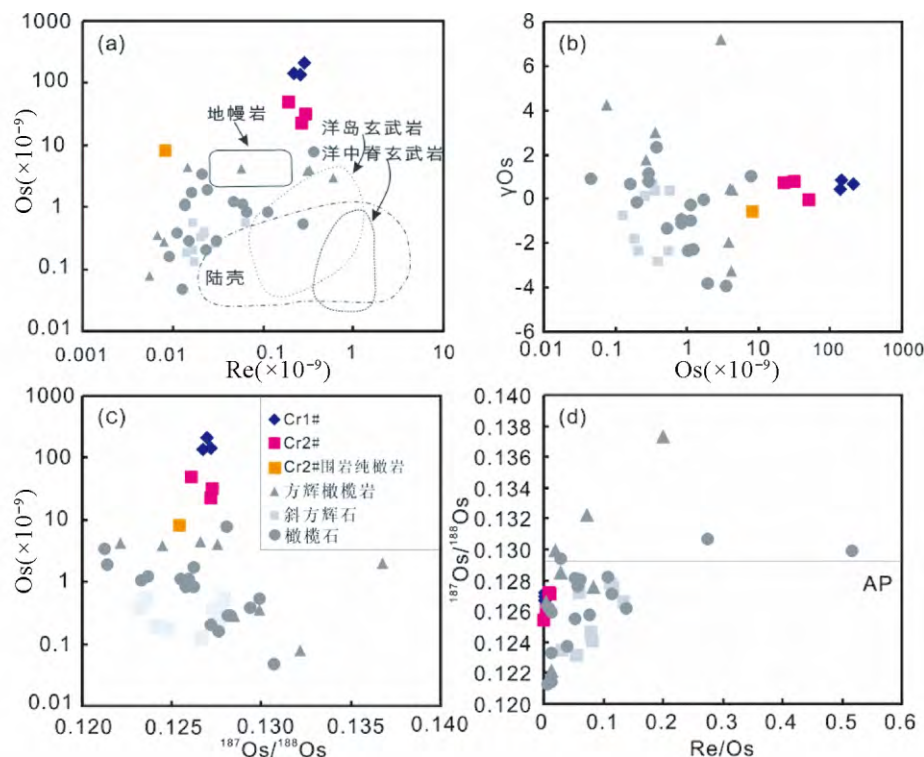 (a)
1000
100
10
1
0.1
0.01
Os(×10⁻⁹)
地幔岩
洋岛玄武岩
洋中脊玄武岩
陆壳
0.001
0.01
0.1
1
10
Re(×10⁻⁹)
(b)
8
6
4
2
0
-2
-4
-6
γOs
0.01
0.1
1
10
100
1000
Os(×10⁻⁹)
(c)
1000
100
10
1
0.1
0.01
Os(×10⁻⁹)
Cr1#
Cr2#
Cr2#围岩纯橄岩
方辉橄榄岩
斜方辉石
橄榄石
0.120
0.125
0.130
0.135
0.140
¹⁸⁷Os/¹⁸⁸Os
(d)
0.140
0.138
0.136
0.134
0.132
0.130
0.128
0.126
0.124
0.122
0.120
¹⁸⁷Os/¹⁸⁸Os
AP
0
0.1
0.2
0.3
0.4
0.5
0.6
Re/Os